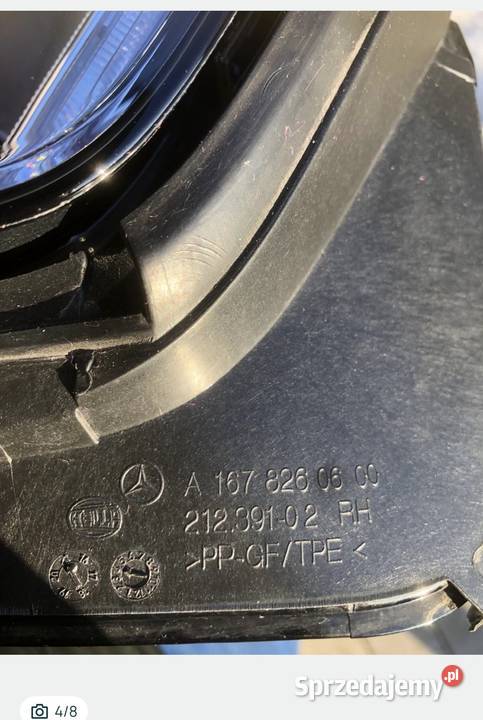 A 167 826 06 00
HELLA
212.391-02 RH
>PP-GF/TPE<
Sprzedajemy.pl
4/8